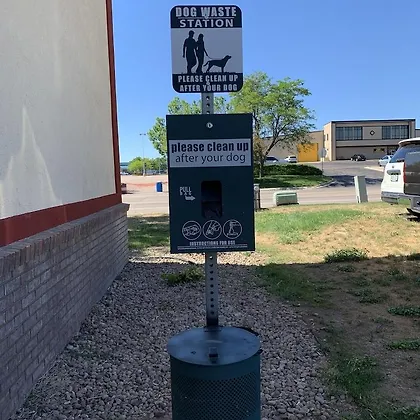 DOG WASTE
STATION
PLEASE CLEAN UP
AFTER YOUR DOG
please clean up
after your dog
PULL
BAG
INSTRUCTIONS FOR USE